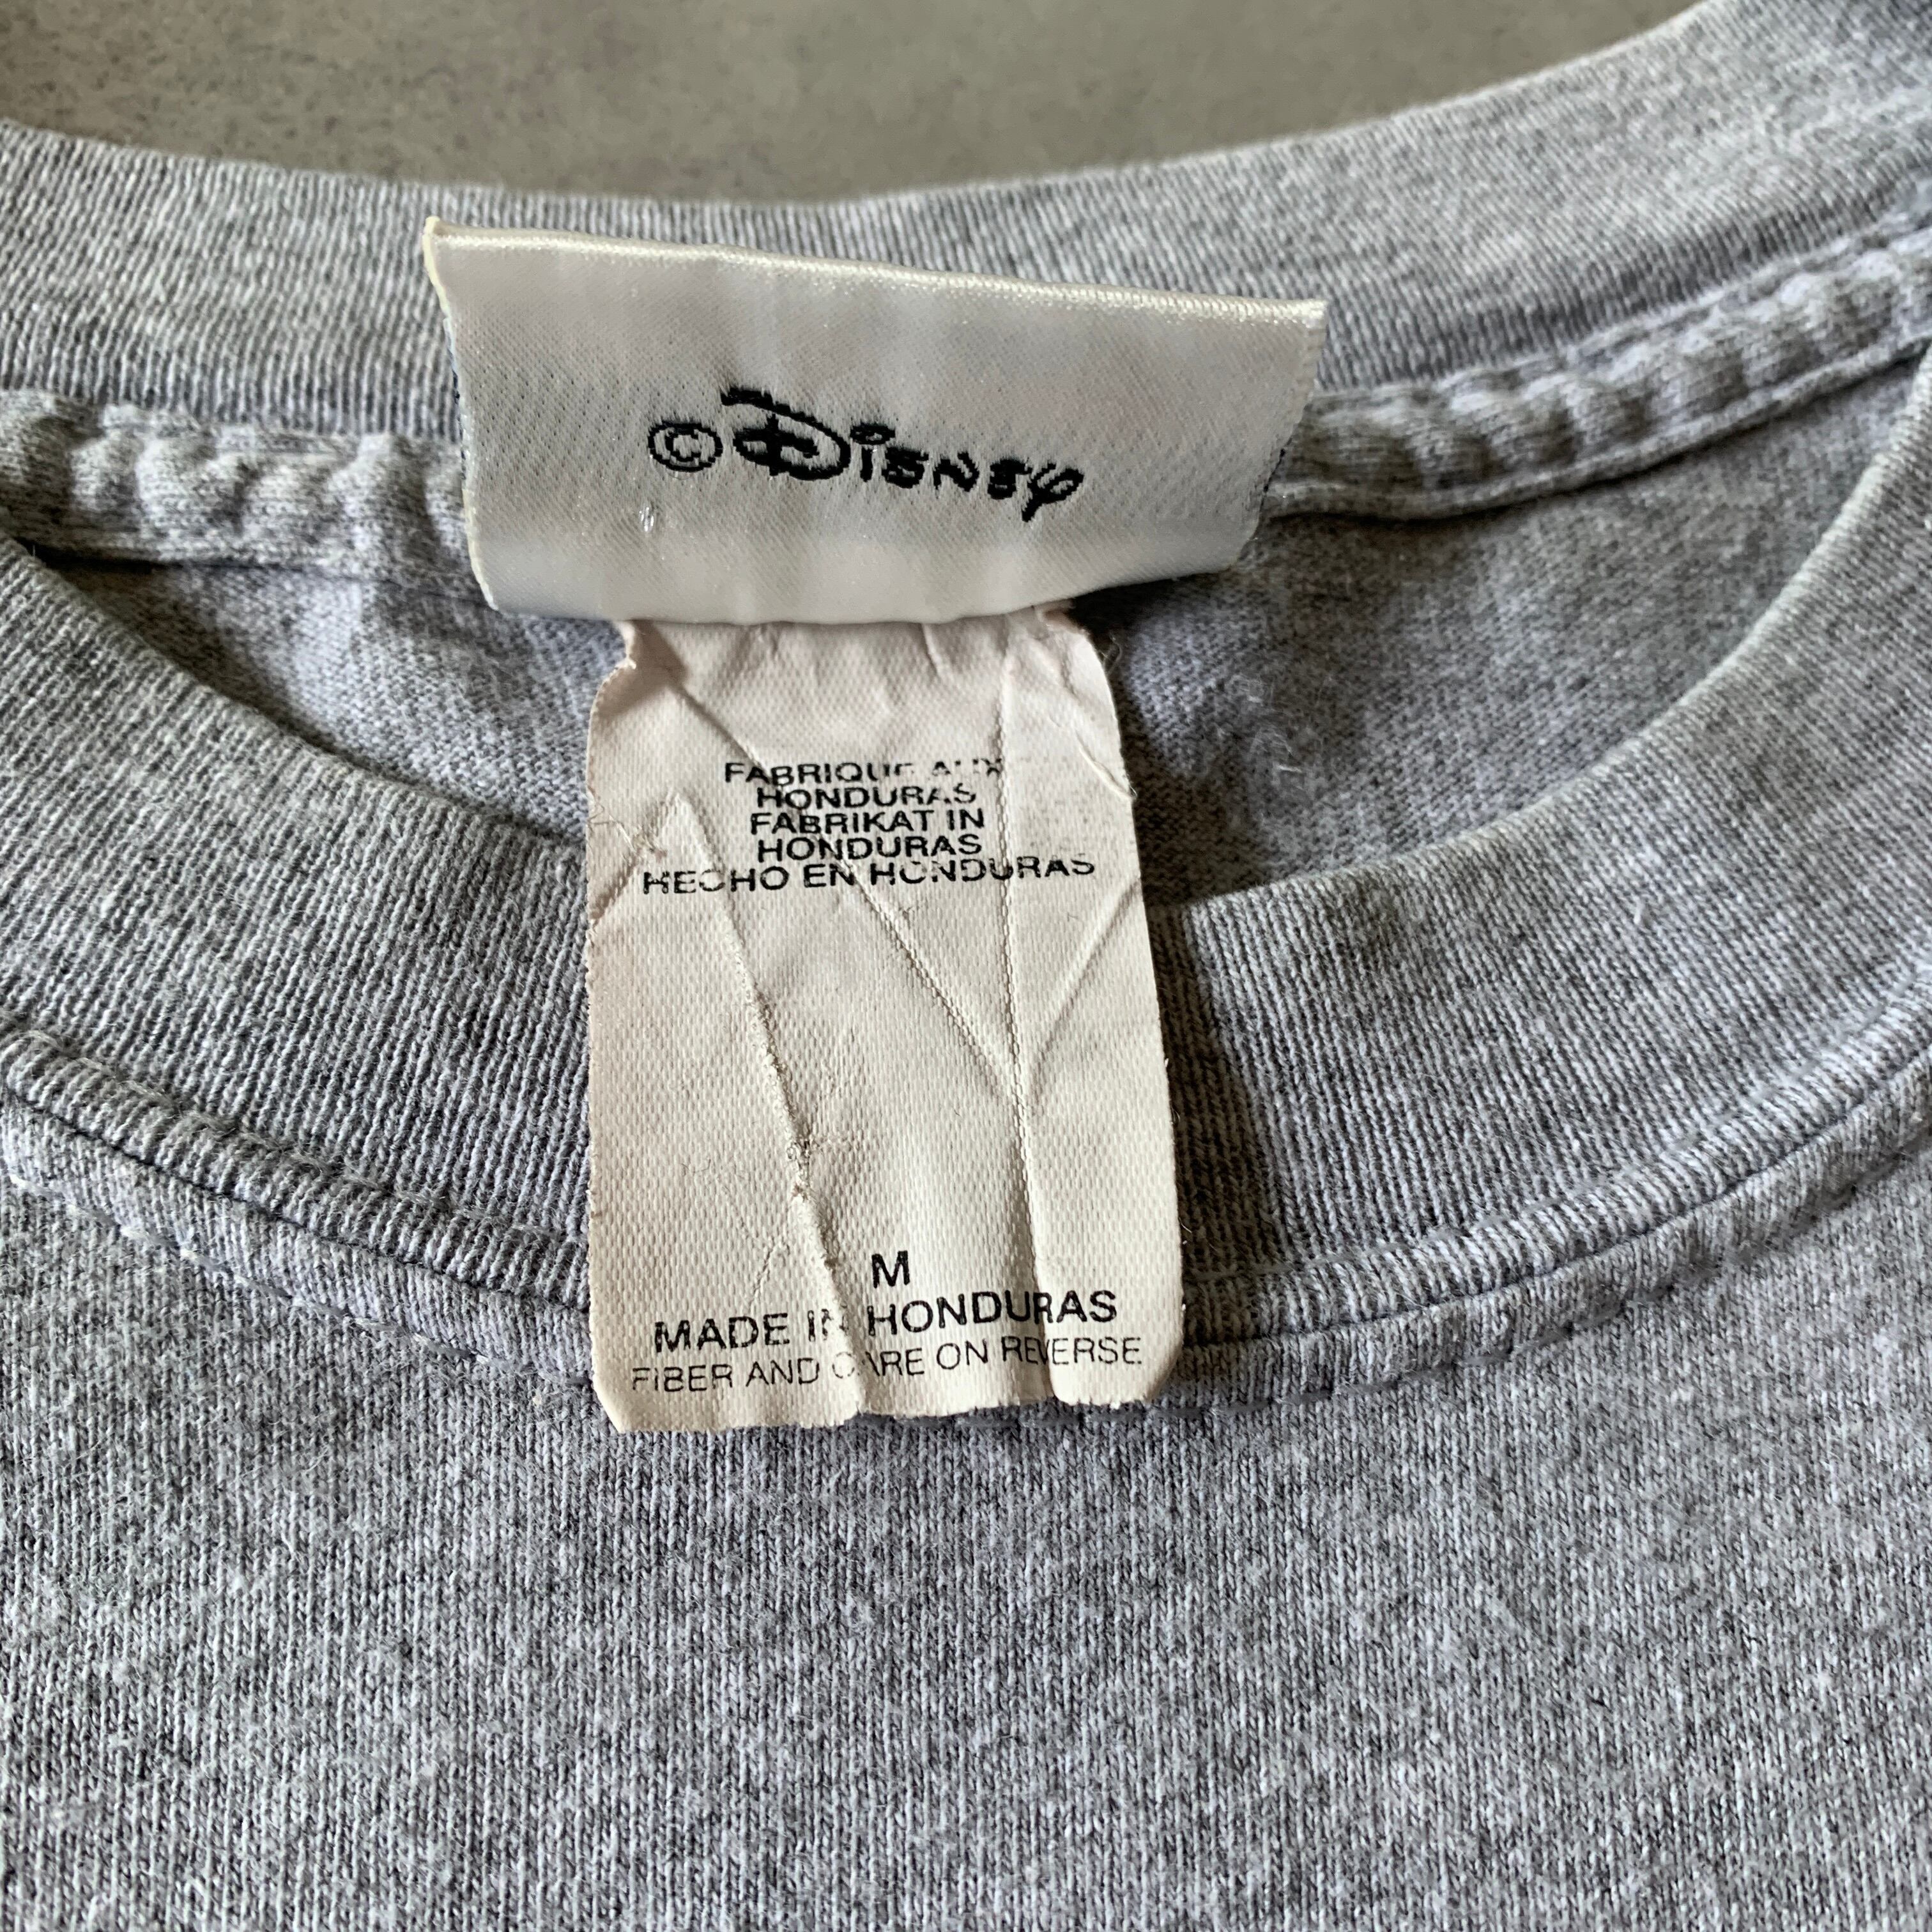 © Disney
FABRIQUE AUX
HONDURAS
FABRIKAT IN
HONDURAS
HECHO EN HONDURAS
M
MADE IN HONDURAS
FIBER AND CARE ON REVERSE